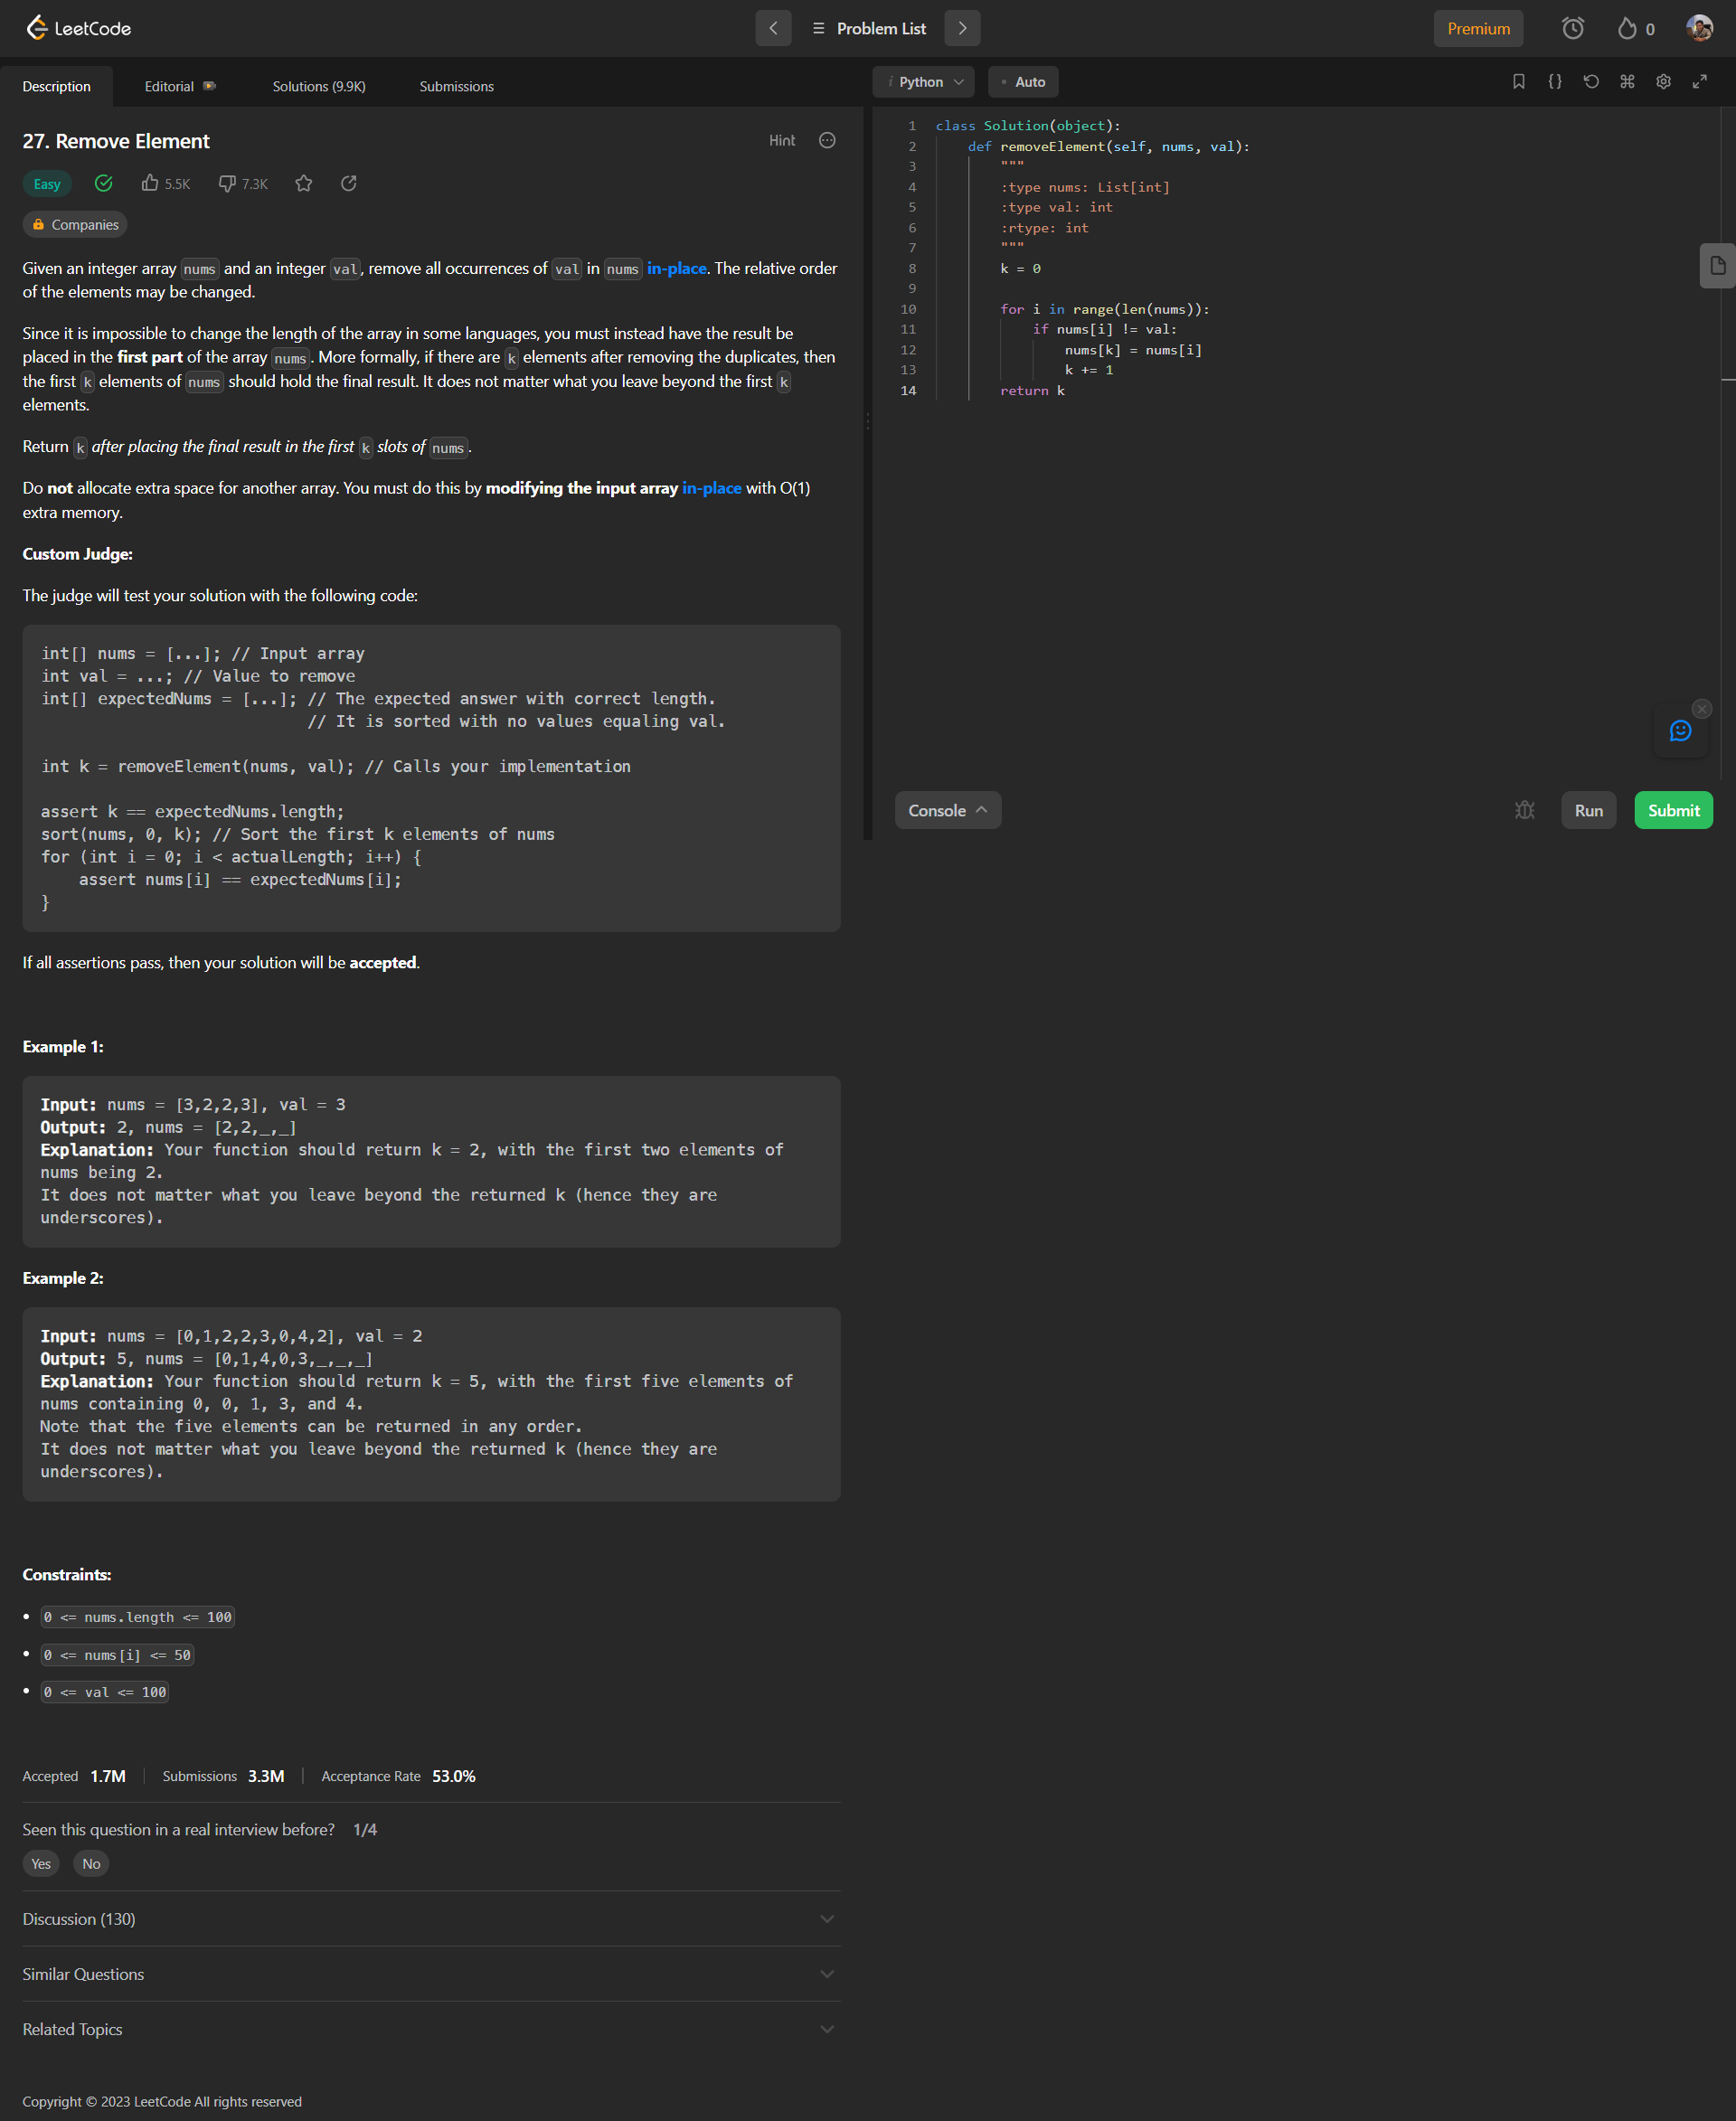 LeetCode
Problem List
Premium
0
Description
Editorial
Solutions (9.9K)
Submissions
27. Remove Element
Hint
Easy
5.5K
7.3K
Companies
Given an integer array nums and an integer val, remove all occurrences of val in nums in-place. The relative order
of the elements may be changed.
Since it is impossible to change the length of the array in some languages, you must instead have the result be
placed in the first part of the array nums. More formally, if there are k elements after removing the duplicates, then
the first k elements of nums should hold the final result. It does not matter what you leave beyond the first k
elements.
Return k after placing the final result in the first k slots of nums.
Do not allocate extra space for another array. You must do this by modifying the input array in-place with O(1)
extra memory.
Custom Judge:
The judge will test your solution with the following code:
int[] nums = [...]; // Input array
int val = ...; // Value to remove
int[] expectedNums = [...]; // The expected answer with correct length.
                            // It is sorted with no values equaling val.
int k = removeElement(nums, val); // Calls your implementation
assert k == expectedNums.length;
sort(nums, 0, k); // Sort the first k elements of nums
for (int i = 0; i < actualLength; i++) {
    assert nums[i] == expectedNums[i];
}
If all assertions pass, then your solution will be accepted.
Example 1:
Input: nums = [3,2,2,3], val = 3
Output: 2, nums = [2,2,_,_]
Explanation: Your function should return k = 2, with the first two elements of
nums being 2.
It does not matter what you leave beyond the returned k (hence they are
underscores).
Example 2:
Input: nums = [0,1,2,2,3,0,4,2], val = 2
Output: 5, nums = [0,1,4,0,3,_,_,_]
Explanation: Your function should return k = 5, with the first five elements of
nums containing 0, 0, 1, 3, and 4.
Note that the five elements can be returned in any order.
It does not matter what you leave beyond the returned k (hence they are
underscores).
Constraints:
• 0 <= nums.length <= 100
• 0 <= nums[i] <= 50
• 0 <= val <= 100
Accepted 1.7M | Submissions 3.3M | Acceptance Rate 53.0%
Seen this question in a real interview before? 1/4
Yes No
Discussion (130)
Similar Questions
Related Topics
Copyright © 2023 LeetCode All rights reserved
i Python
• Auto
1 class Solution(object):
2     def removeElement(self, nums, val):
3         """
4         :type nums: List[int]
5         :type val: int
6         :rtype: int
7         """
8         k = 0
9
10         for i in range(len(nums)):
11             if nums[i] != val:
12                 nums[k] = nums[i]
13                 k += 1
14         return k
Console
Run
Submit